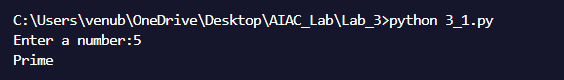 C:\Users\venub\OneDrive\Desktop\AIAC_Lab\Lab_3>python 3_1.py
Enter a number:5
Prime